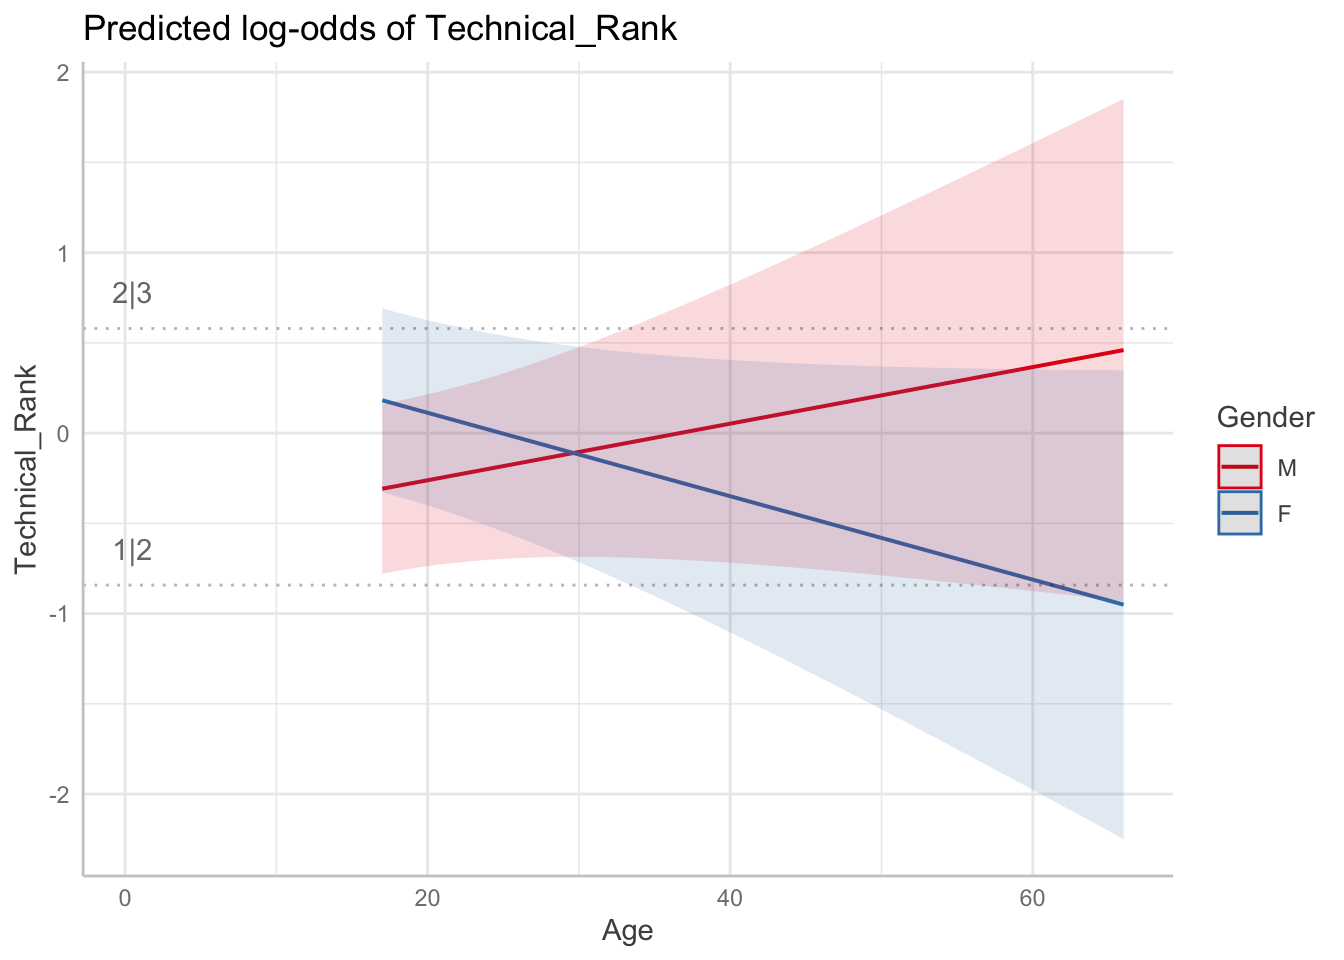 Predicted log-odds of Technical_Rank
2
1
0
-1
-2
2|3
1|2
Technical_Rank
0
20
40
60
Age
Gender
M
F